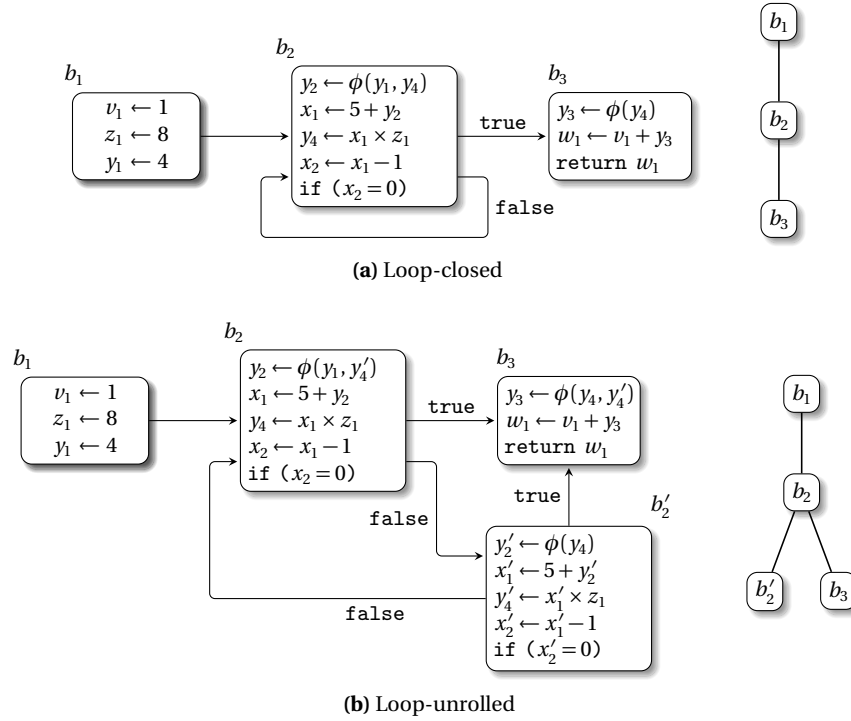 b₁
v₁ ← 1
z₁ ← 8
y₁ ← 4
b₂
y₂ ← ϕ(y₁, y₄)
x₁ ← 5 + y₂
y₄ ← x₁ × z₁
x₂ ← x₁ − 1
if (x₂ = 0)
true
false
b₃
y₃ ← ϕ(y₄)
w₁ ← v₁ + y₃
return w₁
b₁
b₂
b₃
(a) Loop-closed
b₁
v₁ ← 1
z₁ ← 8
y₁ ← 4
b₂
y₂ ← ϕ(y₁, y₄′)
x₁ ← 5 + y₂
y₄ ← x₁ × z₁
x₂ ← x₁ − 1
if (x₂ = 0)
true
false
b₃
y₃ ← ϕ(y₄, y₄′)
w₁ ← v₁ + y₃
return w₁
true
b₂′
y₂′ ← ϕ(y₄)
x₁′ ← 5 + y₂′
y₄′ ← x₁′ × z₁
x₂′ ← x₁′ − 1
if (x₂′ = 0)
false
b₁
b₂
b₂′
b₃
(b) Loop-unrolled